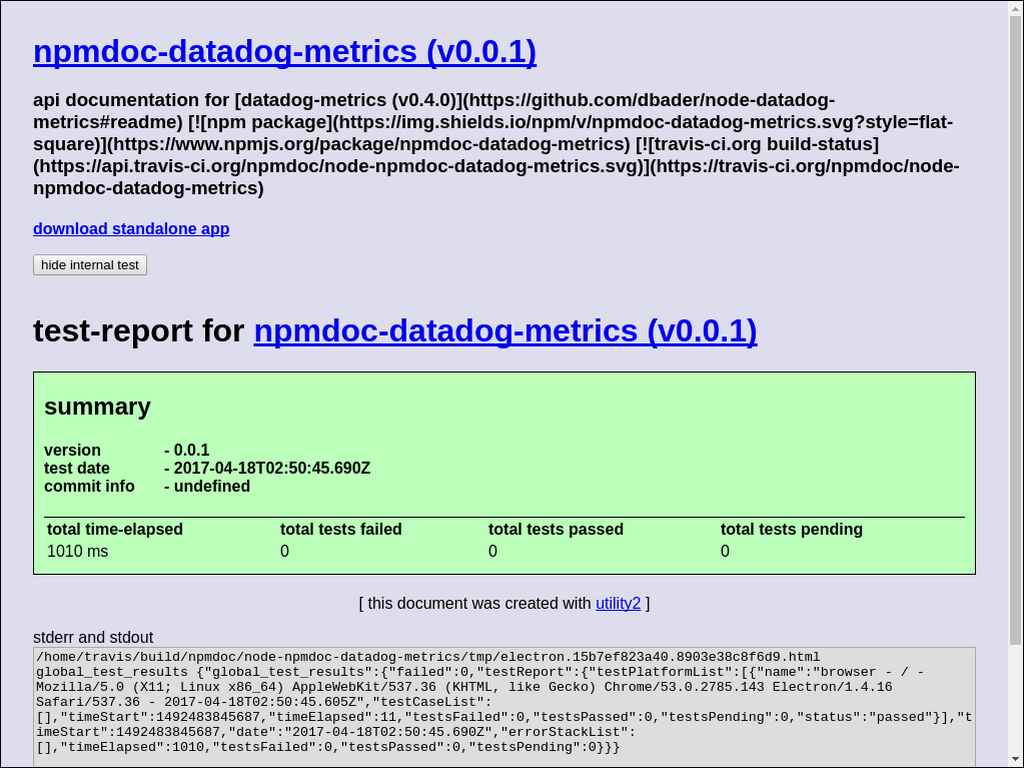 npmdoc-datadog-metrics (v0.0.1)
api documentation for [datadog-metrics (v0.4.0)](https://github.com/dbader/node-datadog-
metrics#readme) [![npm package](https://img.shields.io/npm/v/npmdoc-datadog-metrics.svg?style=flat-
square)](https://www.npmjs.org/package/npmdoc-datadog-metrics) [![travis-ci.org build-status]
(https://api.travis-ci.org/npmdoc/node-npmdoc-datadog-metrics.svg)](https://travis-ci.org/npmdoc/node-
npmdoc-datadog-metrics)
download standalone app
hide internal test
test-report for npmdoc-datadog-metrics (v0.0.1)
summary
version - 0.0.1
test date - 2017-04-18T02:50:45.690Z
commit info - undefined
total time-elapsed total tests failed total tests passed total tests pending
1010 ms 0 0 0
[ this document was created with utility2 ]
stderr and stdout
/home/travis/build/npmdoc/node-npmdoc-datadog-metrics/tmp/electron.15b7ef823a40.8903e38c8f6d9.html
global_test_results {"global_test_results":{"failed":0,"testReport":{"testPlatformList":[{"name":"browser - / -
Mozilla/5.0 (X11; Linux x86_64) AppleWebKit/537.36 (KHTML, like Gecko) Chrome/53.0.2785.143 Electron/1.4.16
Safari/537.36 - 2017-04-18T02:50:45.605Z","testCaseList":
[],"timeStart":1492483845687,"timeElapsed":11,"testsFailed":0,"testsPassed":0,"testsPending":0,"status":"passed"}],"t
imeStart":1492483845687,"date":"2017-04-18T02:50:45.690Z","errorStackList":
[],"timeElapsed":1010,"testsFailed":0,"testsPassed":0,"testsPending":0}}}